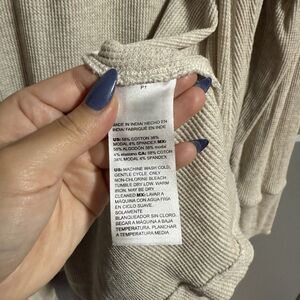 P1
MADE IN INDIA/ HECHO EN
INDIA/ FABRIQUE EN INDE
US: 58% COTTON 38%
MODAL 4% SPANDEX MX:
58% ALGODÓN 38% modal
4% elastano CA: 58% COTTON
38% MODAL 4% SPANDEX
US: MACHINE WASH COLD,
GENTLE CYCLE. ONLY
NON-CHLORINE BLEACH.
TUMBLE DRY LOW. WARM
IRON. MAY BE DRY
CLEANED MX: LAVAR A
MÁQUINA CON AGUA FRÍA
EN CICLO SUAVE.
SOLAMENTE
BLANQUEADOR SIN CLORO.
SECAR A MÁQUINA A BAJA
TEMPERATURA. PLANCHAR
A TEMPERATURA MEDIA.